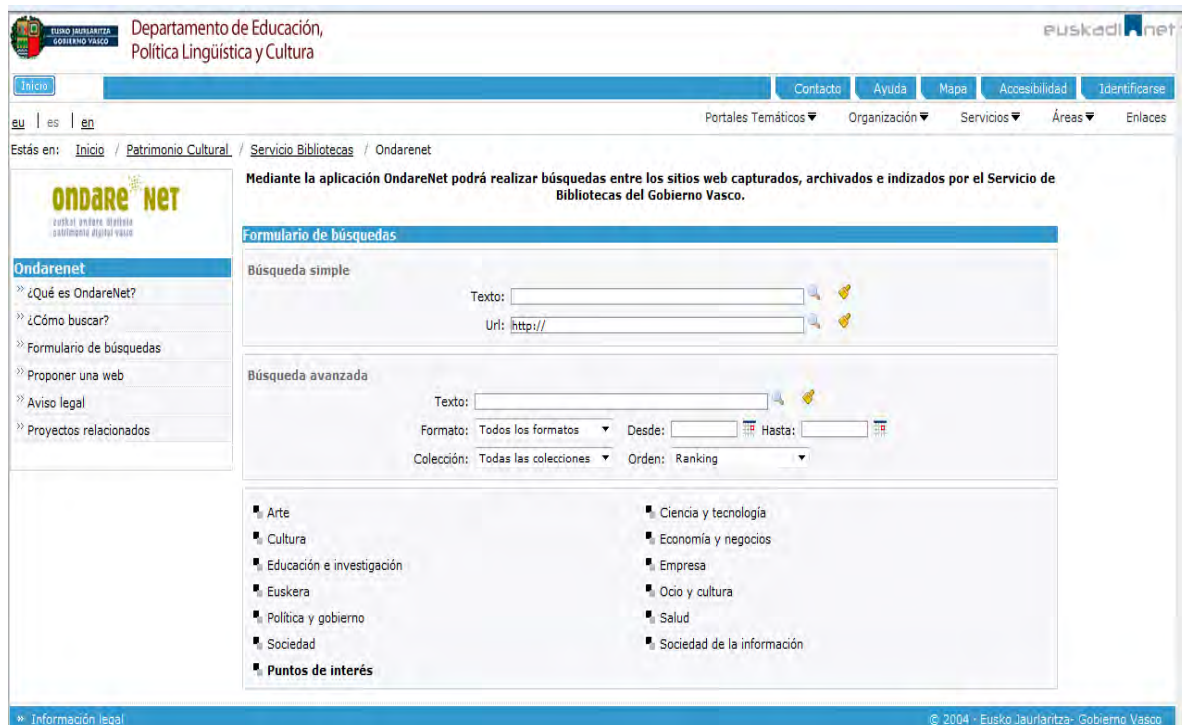 EUSKO JAURLARITZA
GOBIERNO VASCO
Departamento de Educación,
Política Lingüística y Cultura
euskadi.net
Inicio
Contacto Ayuda Mapa Accesibilidad Identificarse
eu | es | en
Portales Temáticos Organización Servicios Áreas Enlaces
Estás en: Inicio / Patrimonio Cultural / Servicio Bibliotecas / Ondarenet
onDaRe NeT
euskal ondare digitala
patrimonio digital vasco
Mediante la aplicación OndareNet podrá realizar búsquedas entre los sitios web capturados, archivados e indizados por el Servicio de
Bibliotecas del Gobierno Vasco.
Ondarenet
¿Qué es OndareNet?
¿Cómo buscar?
Formulario de búsquedas
Proponer una web
Aviso legal
Proyectos relacionados
Formulario de búsquedas
Búsqueda simple
Texto:
Url: http://
Búsqueda avanzada
Texto:
Formato: Todos los formatos Desde: Hasta:
Colección: Todas las colecciones Orden: Ranking
Arte Ciencia y tecnología
Cultura Economía y negocios
Educación e investigación Empresa
Euskera Ocio y cultura
Política y gobierno Salud
Sociedad Sociedad de la información
Puntos de interés
» Información legal © 2004 - Eusko Jaurlaritza- Gobierno Vasco